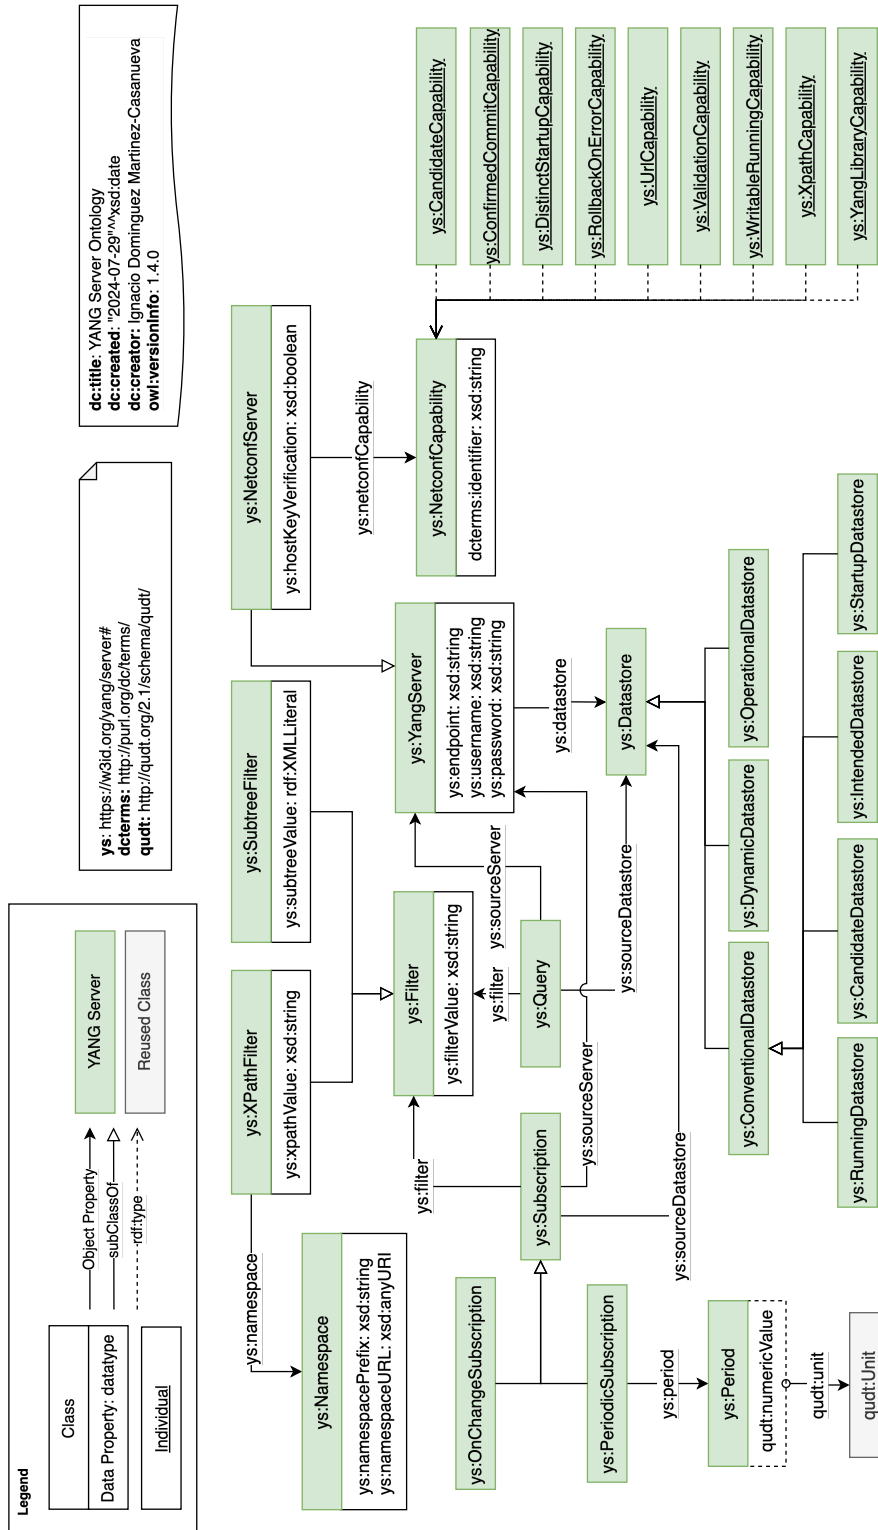 Legend
Class
Data Property: datatype
Individual
Object Property
subClassOf
rdf:type
YANG Server
Reused Class
ys: https://w3id.org/yang/server#
dcterms: http://purl.org/dc/terms/
qudt: http://qudt.org/2.1/schema/qudt/
dc:title: YANG Server Ontology
dc:created: "2024-07-29"^^xsd:date
dc:creator: Ignacio Dominguez Martinez-Casanueva
owl:versionInfo: 1.4.0
ys:XPathFilter
ys:xpathValue: xsd:string
ys:SubtreeFilter
ys:subtreeValue: rdf:XMLLiteral
ys:NetconfServer
ys:hostKeyVerification: xsd:boolean
ys:namespace
ys:netconfCapability
ys:Namespace
ys:namespacePrefix: xsd:string
ys:namespaceURL: xsd:anyURI
ys:Filter
ys:filterValue: xsd:string
ys:YangServer
ys:endpoint: xsd:string
ys:username: xsd:string
ys:password: xsd:string
ys:NetconfCapability
dcterms:identifier: xsd:string
ys:CandidateCapability
ys:ConfirmedCommitCapability
ys:DistinctStartupCapability
ys:RollbackOnErrorCapability
ys:UrlCapability
ys:ValidationCapability
ys:WritableRunningCapability
ys:XpathCapability
ys:YangLibraryCapability
ys:filter
ys:filter
ys:sourceServer
ys:datastore
ys:OnChangeSubscription
ys:Subscription
ys:Query
ys:sourceServer
ys:sourceDatastore
ys:Datastore
ys:PeriodicSubscription
ys:sourceDatastore
ys:period
ys:Period
qudt:numericValue
qudt:unit
qudt:Unit
ys:ConventionalDatastore
ys:DynamicDatastore
ys:OperationalDatastore
ys:RunningDatastore
ys:CandidateDatastore
ys:IntendedDatastore
ys:StartupDatastore